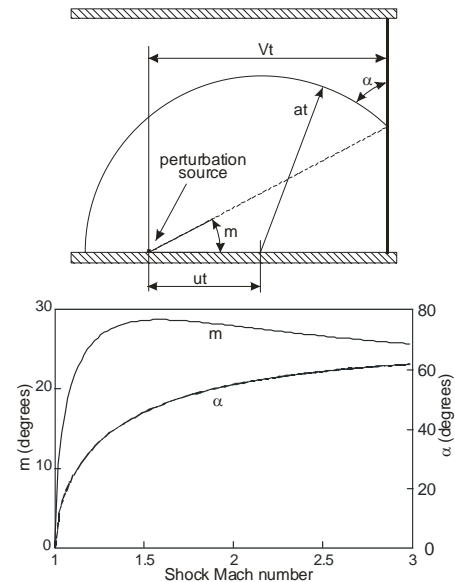 Vt
α
at
perturbation
source
m
ut
30
80
m
20
60
α
40
10
20
0
0
1
1.5
2
2.5
3
m (degrees)
α (degrees)
Shock Mach number